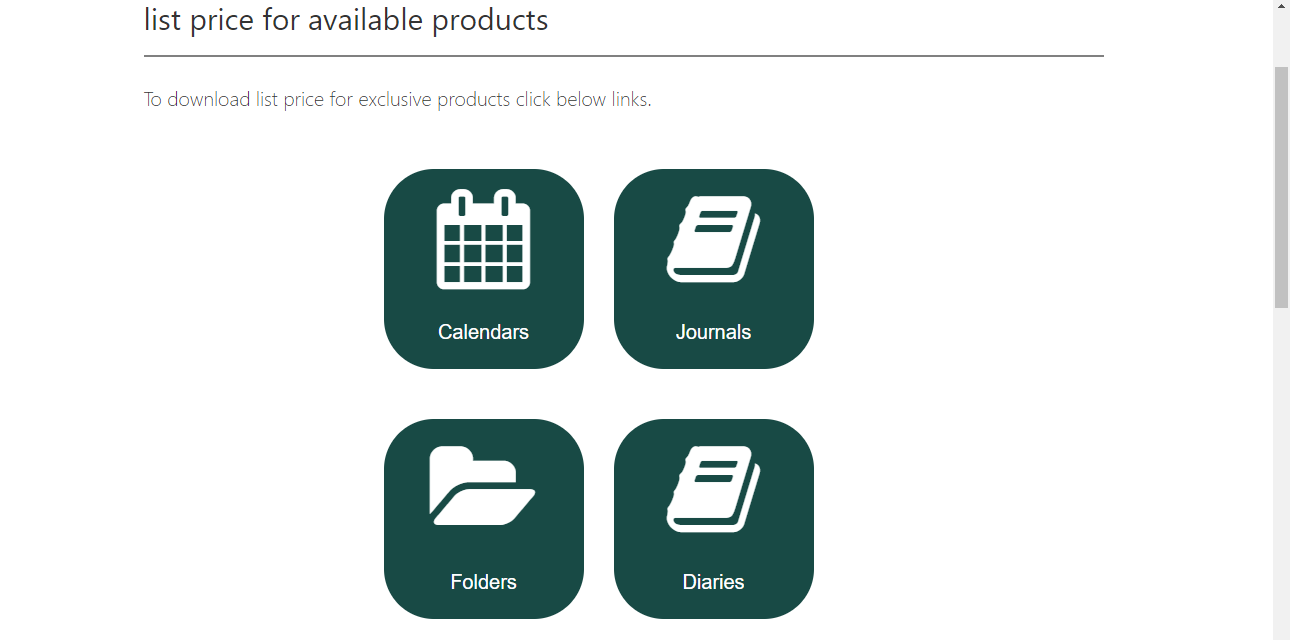 list price for available products
To download list price for exclusive products click below links.
Calendars
Journals
Folders
Diaries